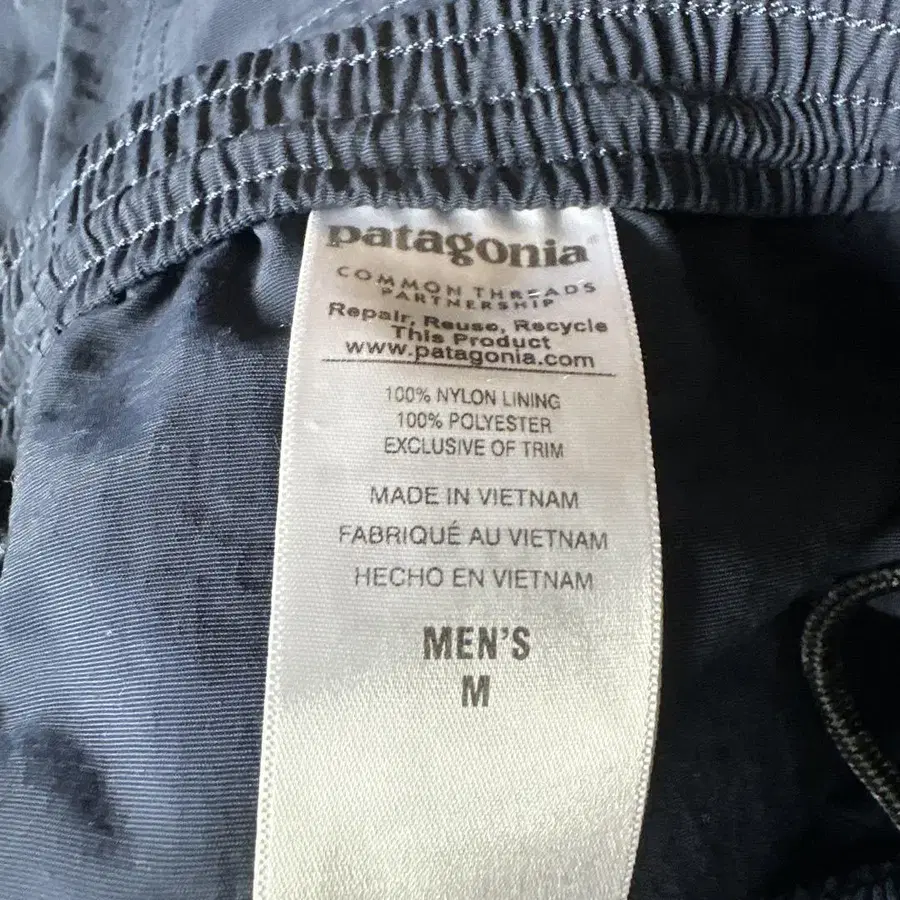 patagonia®
COMMON THREADS
PARTNERSHIP
Repair, Reuse, Recycle
This Product
www.patagonia.com
100% NYLON LINING
100% POLYESTER
EXCLUSIVE OF TRIM
MADE IN VIETNAM
FABRIQUÉ AU VIETNAM
HECHO EN VIETNAM
MEN'S
M